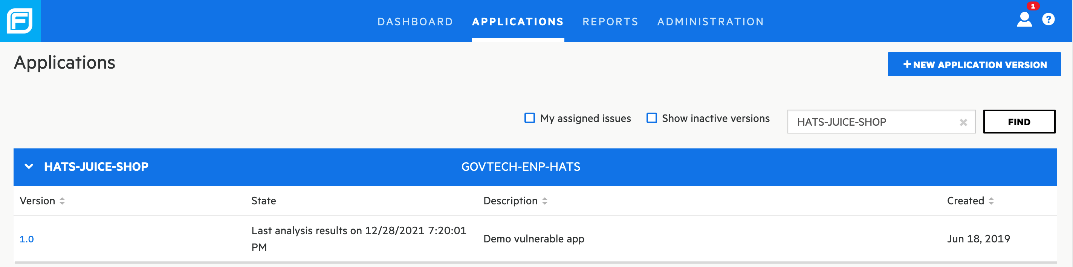 DASHBOARD APPLICATIONS REPORTS ADMINISTRATION 1 ?
Applications
+ NEW APPLICATION VERSION
My assigned issues Show inactive versions HATS-JUICE-SHOP × FIND
HATS-JUICE-SHOP GOVTECH-ENP-HATS
Version State Description Created
1.0 Last analysis results on 12/28/2021 7:20:01 Demo vulnerable app Jun 18, 2019
PM